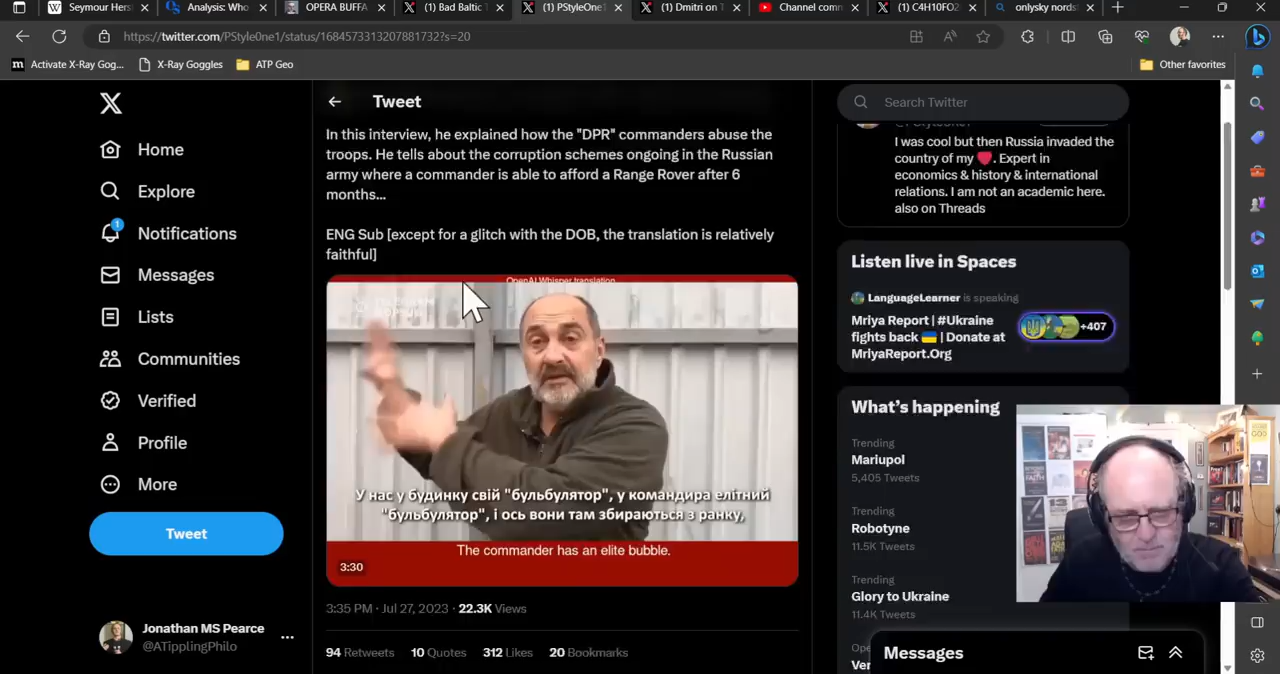 Seymour Hers
Analysis: Who
OPERA BUFFA
(1) Bad Baltic T
(1) PStyleOne1
(1) Dmitri on T
Channel com
(1) C4H10FO2
onlysky nords
https://twitter.com/PStyle0ne1/status/1684573313207881732?s=20
Activate X-Ray Gog...
X-Ray Goggles
ATP Geo
Other favorites
Tweet
Search Twitter
In this interview, he explained how the "DPR" commanders abuse the
troops. He tells about the corruption schemes ongoing in the Russian
army where a commander is able to afford a Range Rover after 6
months...
ENG Sub [except for a glitch with the DOB, the translation is relatively
faithful]
OpenAI Whisper translation
У нас у будинку свій "бульбулятор", у командира елітний
"бульбулятор", і ось вони там збираються з ранку,
The commander has an elite bubble.
3:30
3:35 PM · Jul 27, 2023 · 22.3K Views
94 Retweets 10 Quotes 312 Likes 20 Bookmarks
Home
Explore
1
Notifications
Messages
Lists
Communities
Verified
Profile
More
Tweet
Jonathan MS Pearce
@ATipplingPhilo
I was cool but then Russia invaded the
country of my ❤️. Expert in
economics & history & international
relations. I am not an academic here.
also on Threads
Listen live in Spaces
LanguageLearner is speaking
Mriya Report | #Ukraine
fights back 🇺🇦 | Donate at
MriyaReport.Org
+407
What's happening
Trending
Mariupol
5,405 Tweets
Trending
Robotyne
11.5K Tweets
Trending
Glory to Ukraine
11.4K Tweets
Messages